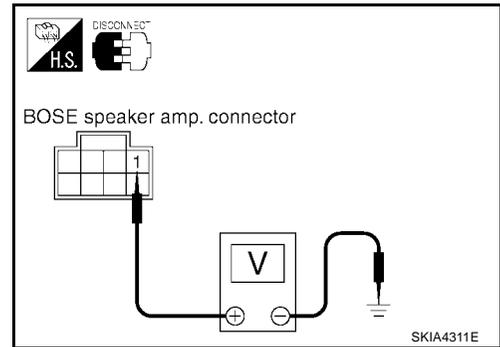 DISCONNECT
H.S.
BOSE speaker amp. connector
1
V
+ −
SKIA4311E